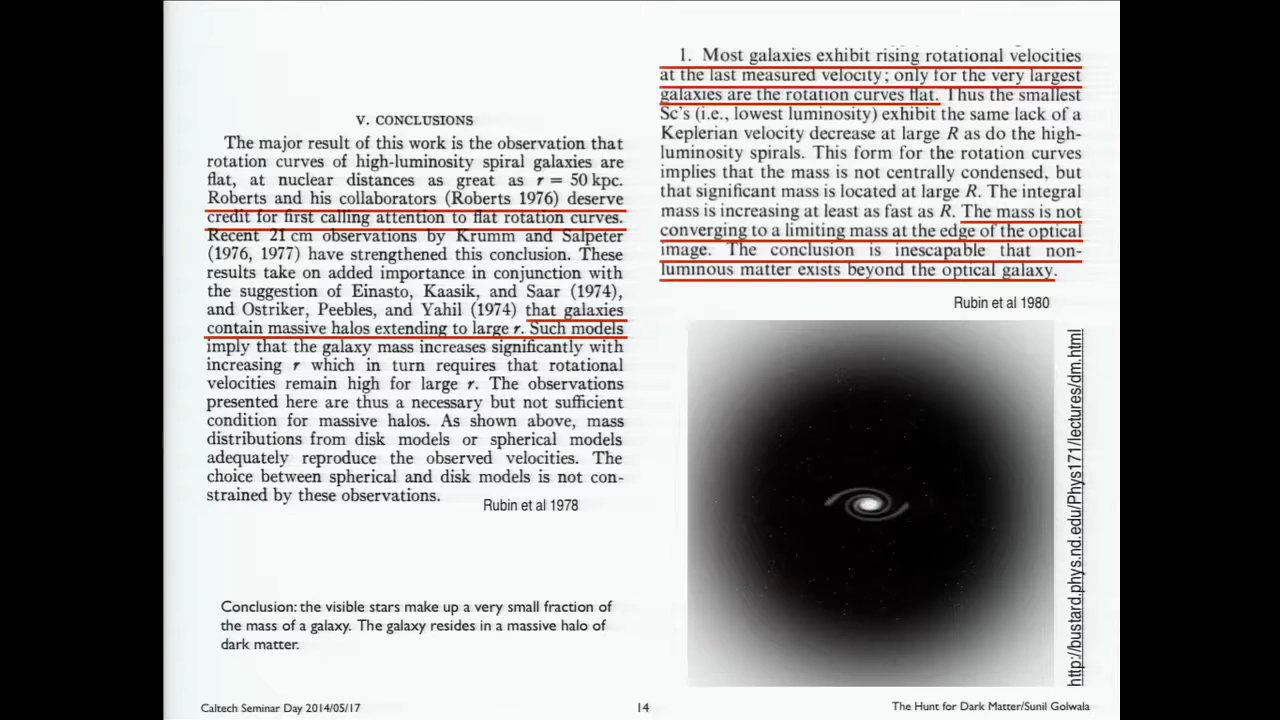 V. CONCLUSIONS
The major result of this work is the observation that
rotation curves of high-luminosity spiral galaxies are
flat, at nuclear distances as great as r = 50 kpc.
Roberts and his collaborators (Roberts 1976) deserve
credit for first calling attention to flat rotation curves.
Recent 21 cm observations by Krumm and Salpeter
(1976, 1977) have strengthened this conclusion. These
results take on added importance in conjunction with
the suggestion of Einasto, Kaasik, and Saar (1974),
and Ostriker, Peebles, and Yahil (1974) that galaxies
contain massive halos extending to large r. Such models
imply that the galaxy mass increases significantly with
increasing r which in turn requires that rotational
velocities remain high for large r. The observations
presented here are thus a necessary but not sufficient
condition for massive halos. As shown above, mass
distributions from disk models or spherical models
adequately reproduce the observed velocities. The
choice between spherical and disk models is not con-
strained by these observations.
Rubin et al 1978
Conclusion: the visible stars make up a very small fraction of
the mass of a galaxy. The galaxy resides in a massive halo of
dark matter.
1. Most galaxies exhibit rising rotational velocities
at the last measured velocity; only for the very largest
galaxies are the rotation curves flat. Thus the smallest
Sc's (i.e., lowest luminosity) exhibit the same lack of a
Keplerian velocity decrease at large R as do the high-
luminosity spirals. This form for the rotation curves
implies that the mass is not centrally condensed, but
that significant mass is located at large R. The integral
mass is increasing at least as fast as R. The mass is not
converging to a limiting mass at the edge of the optical
image. The conclusion is inescapable that non-
luminous matter exists beyond the optical galaxy.
Rubin et al 1980
http://bustard.phys.nd.edu/Phys171/lectures/dm.html
Caltech Seminar Day 2014/05/17
14
The Hunt for Dark Matter/Sunil Golwala